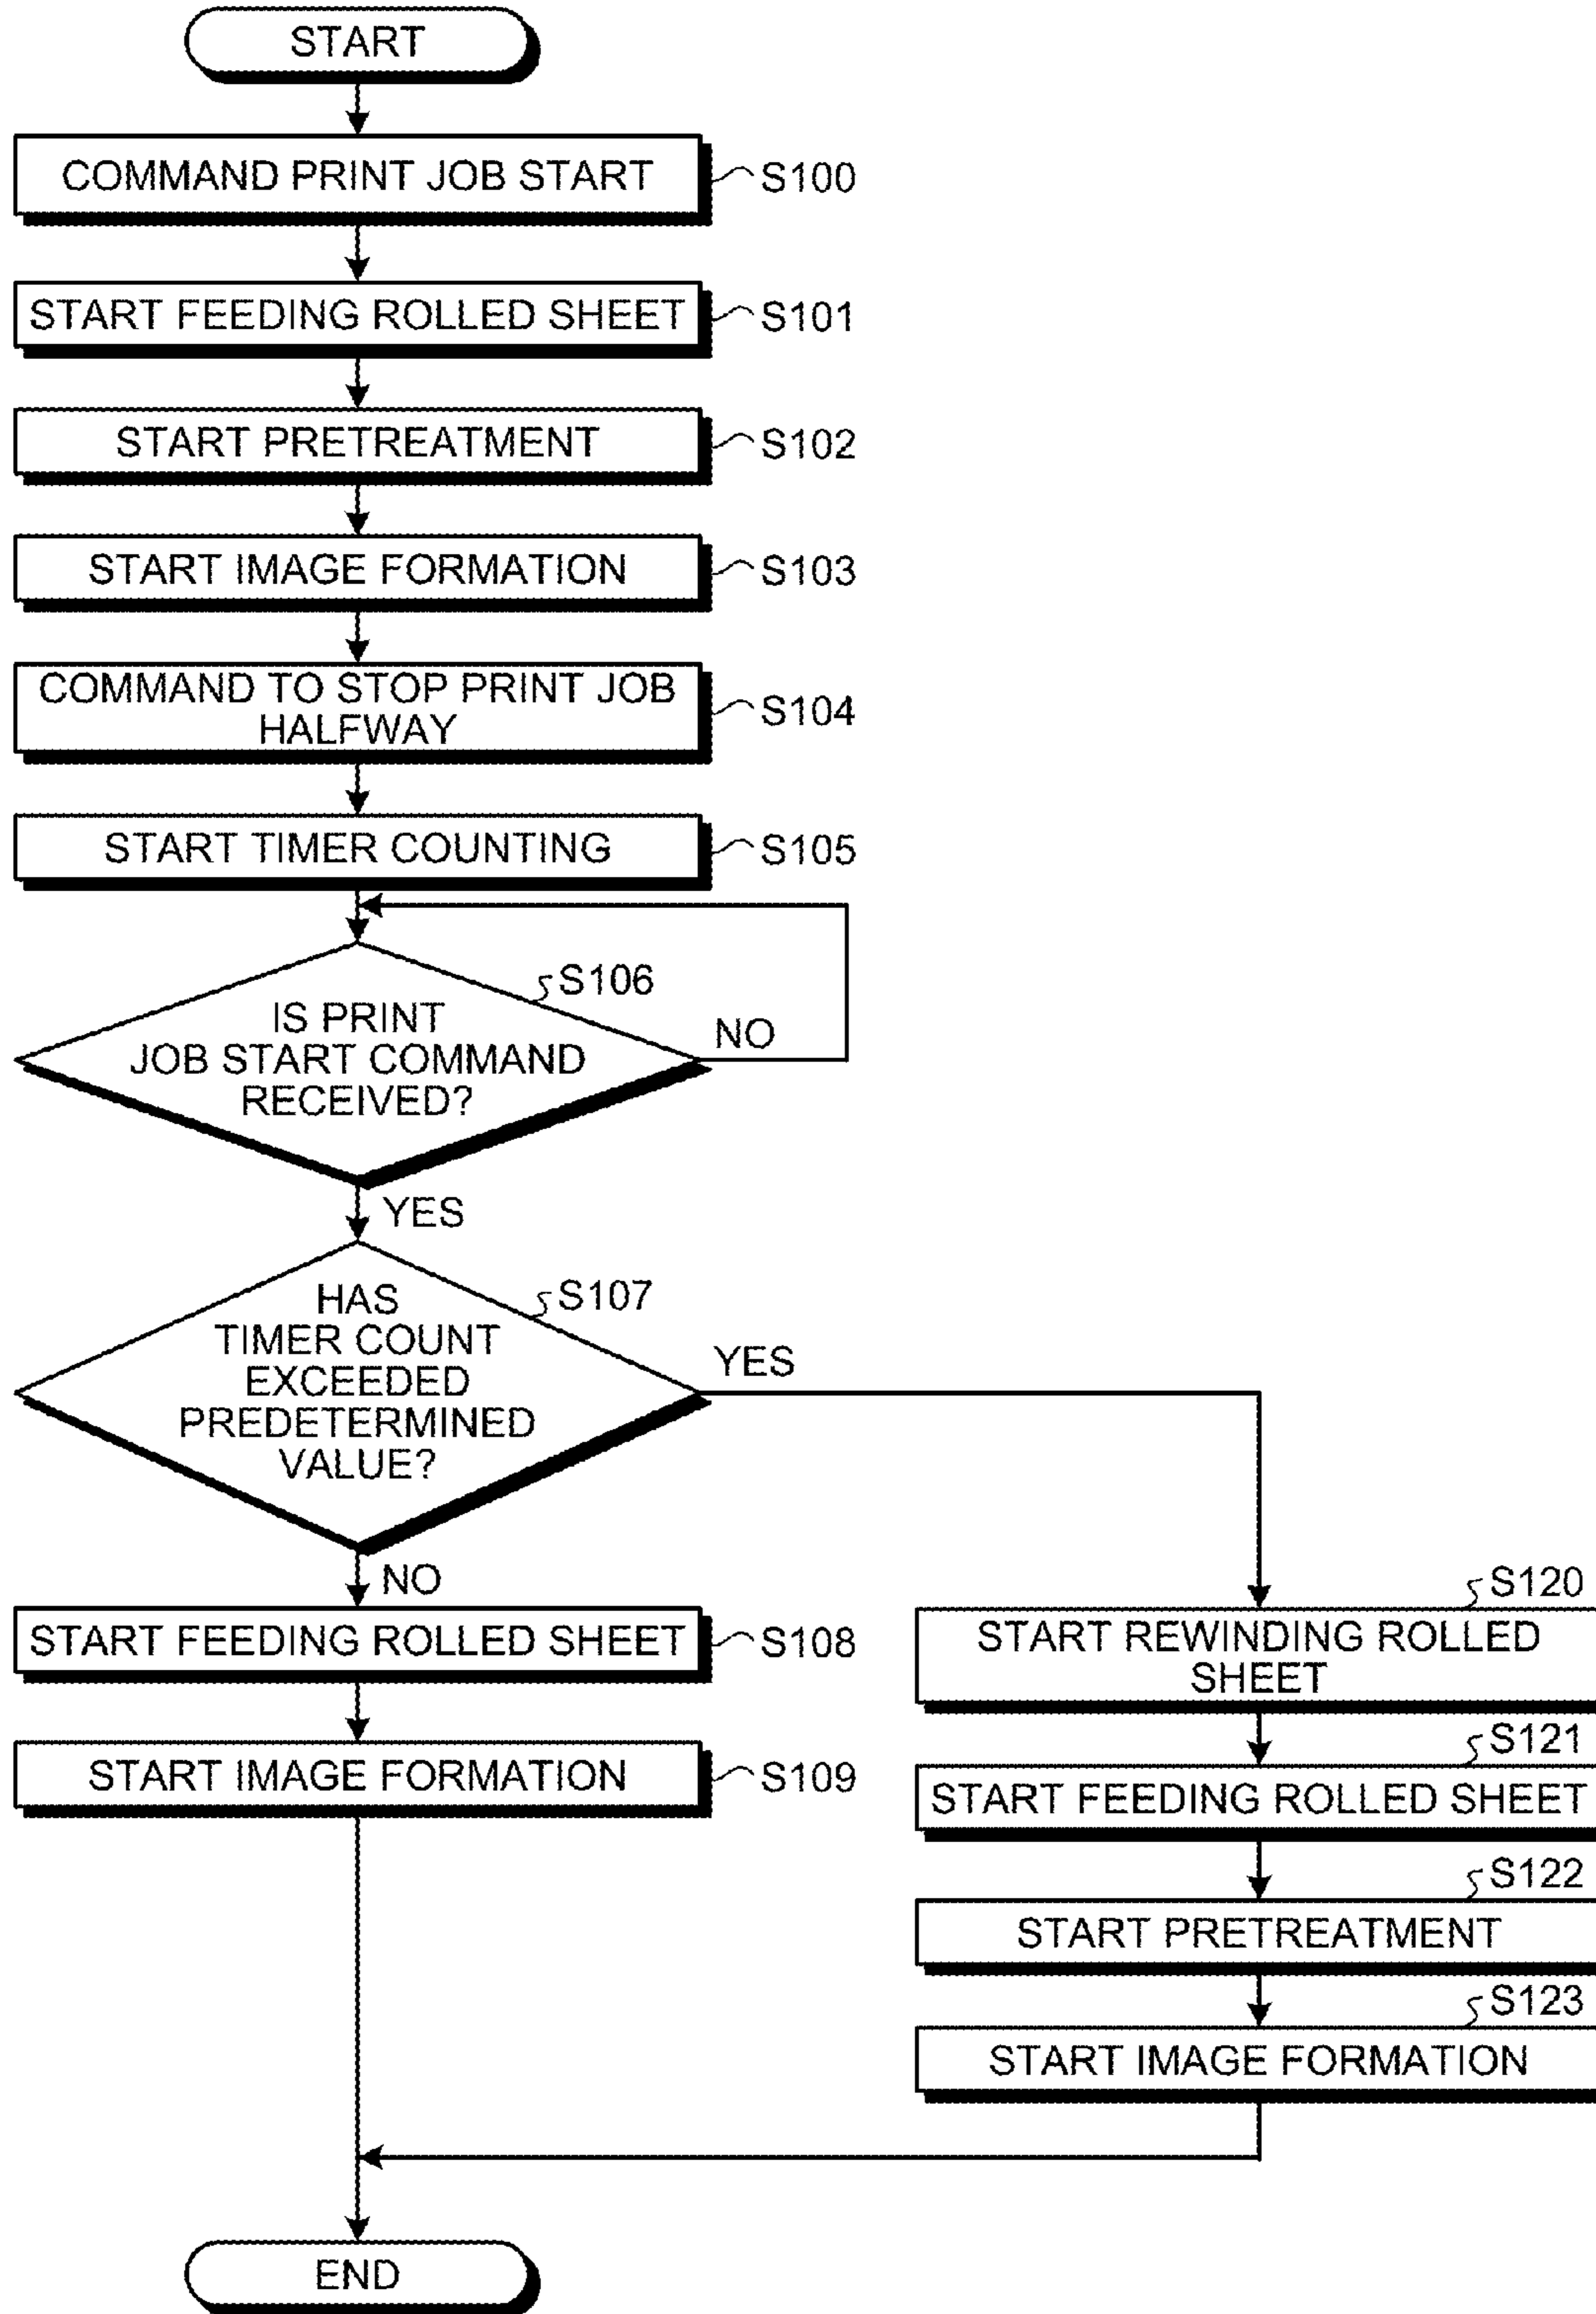 START
COMMAND PRINT JOB START
S100
START FEEDING ROLLED SHEET
S101
START PRETREATMENT
S102
START IMAGE FORMATION
S103
COMMAND TO STOP PRINT JOB
HALFWAY
S104
START TIMER COUNTING
S105
S106
IS PRINT
JOB START COMMAND
RECEIVED?
NO
YES
S107
HAS
TIMER COUNT
EXCEEDED
PREDETERMINED
VALUE?
YES
NO
START FEEDING ROLLED SHEET
S108
START IMAGE FORMATION
S109
S120
START REWINDING ROLLED
SHEET
S121
START FEEDING ROLLED SHEET
S122
START PRETREATMENT
S123
START IMAGE FORMATION
END